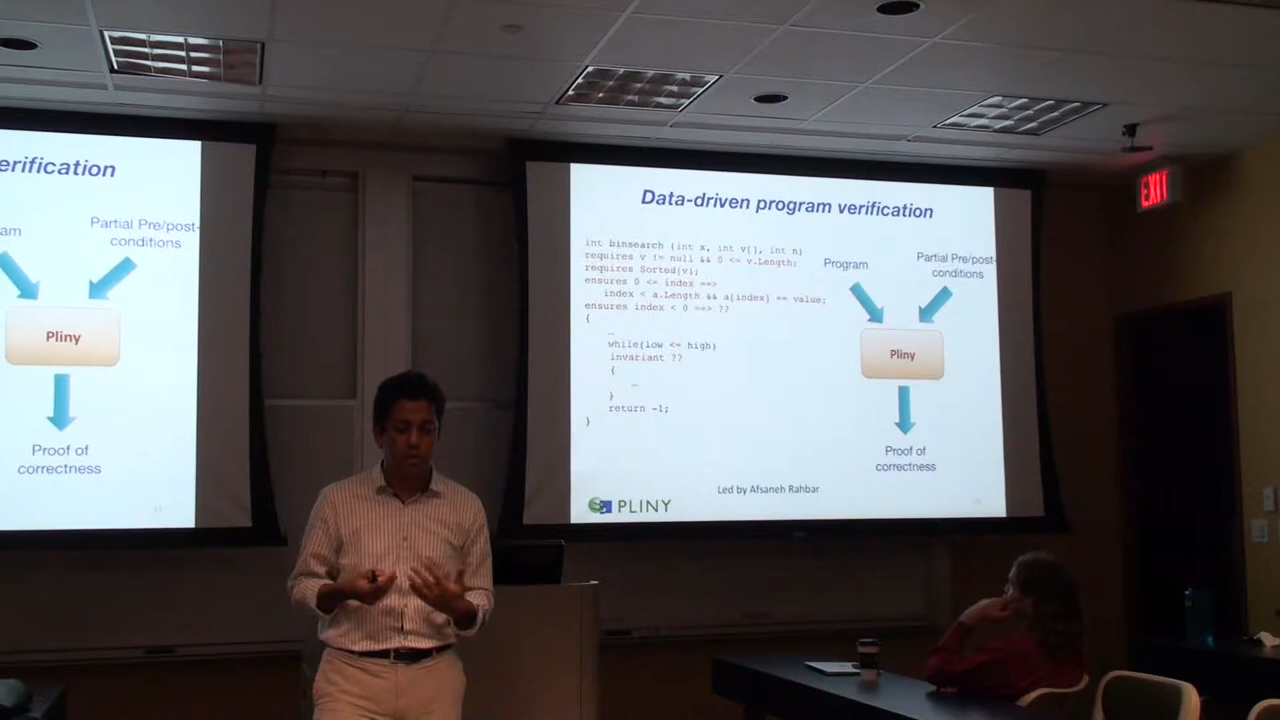 erification
am
Partial Pre/post-
conditions
Pliny
Proof of
correctness
11
Data-driven program verification
int binsearch (int x, int v[], int n)
requires v != null && 0 <= v.Length;
requires Sorted(v);
ensures 0 <= index ==>
index < a.Length && a[index] == value;
ensures index < 0 ==> ??
{
…
while(low <= high)
invariant ??
{
…
}
return -1;
}
Program
Partial Pre/post-
conditions
Pliny
Proof of
correctness
Led by Afsaneh Rahbar
PLINY
EXIT